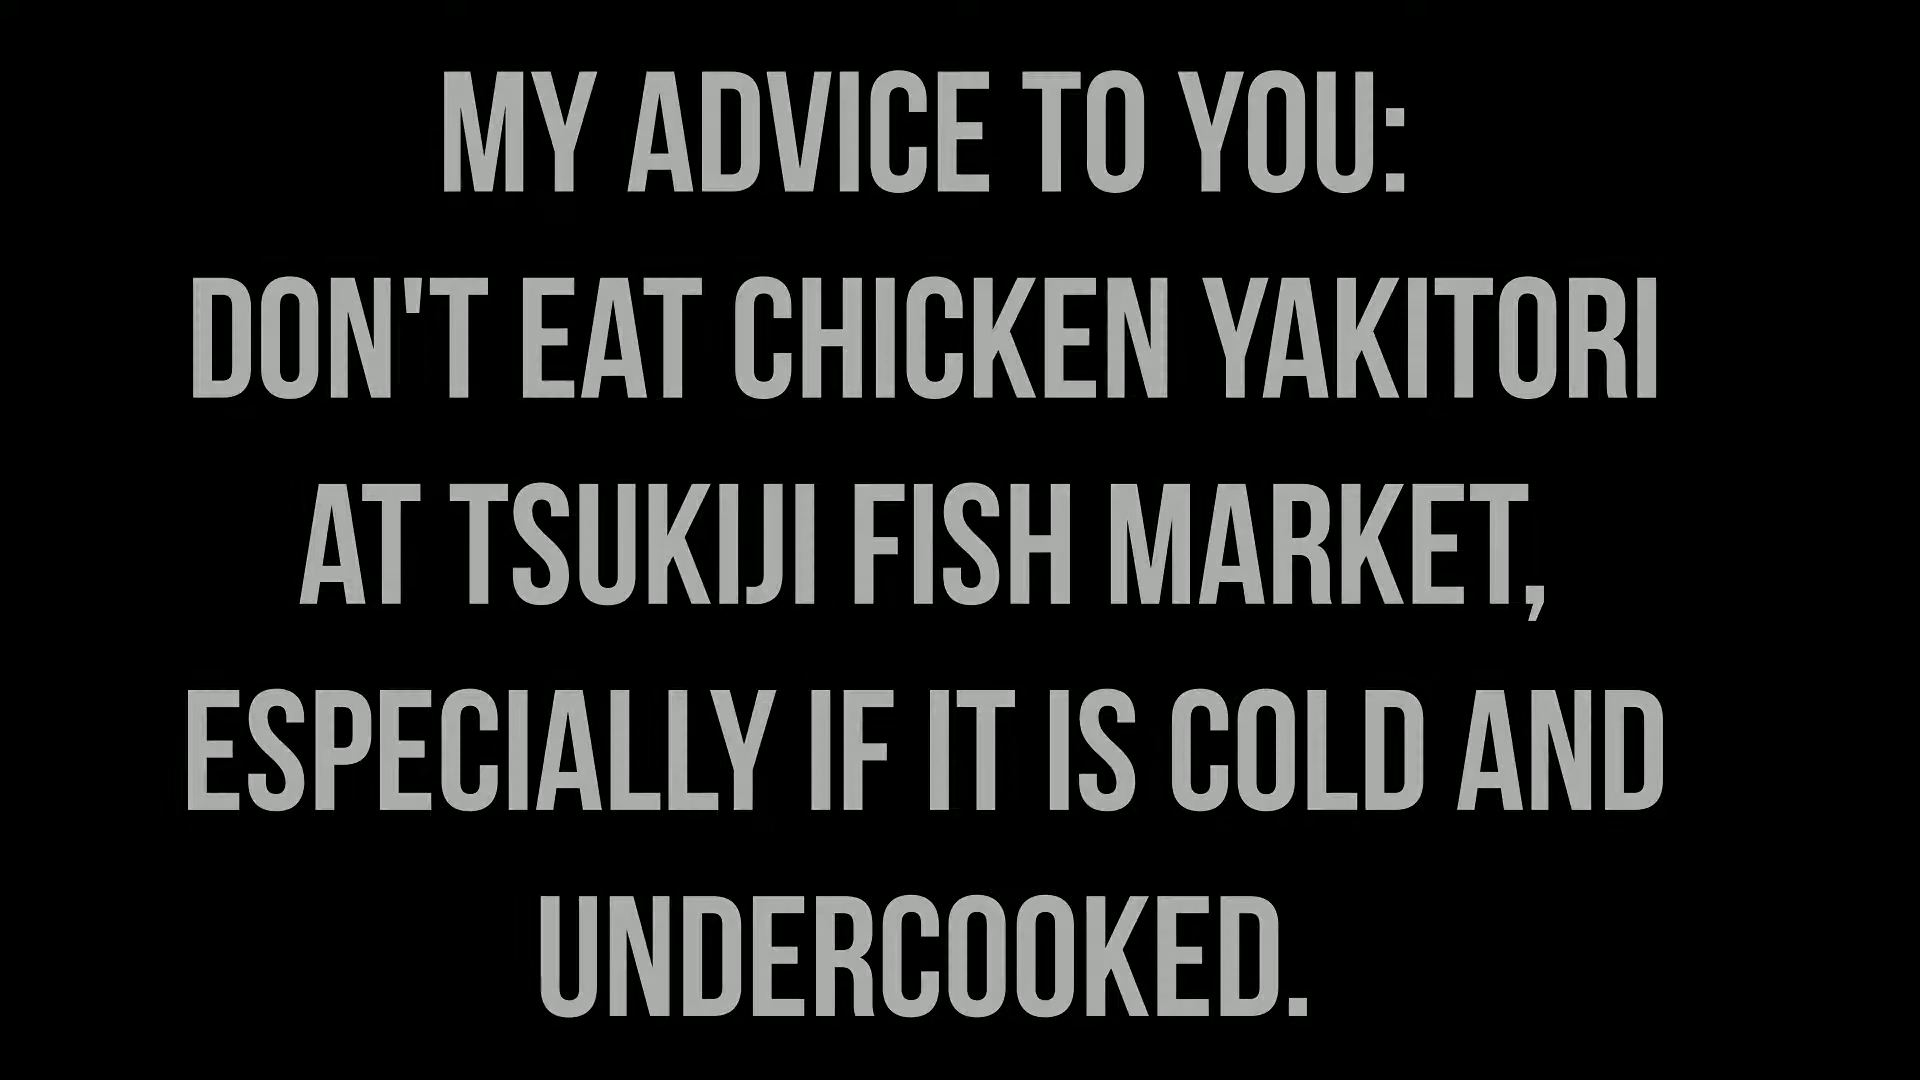 MY ADVICE TO YOU:
DON'T EAT CHICKEN YAKITORI
AT TSUKIJI FISH MARKET,
ESPECIALLY IF IT IS COLD AND
UNDERCOOKED.